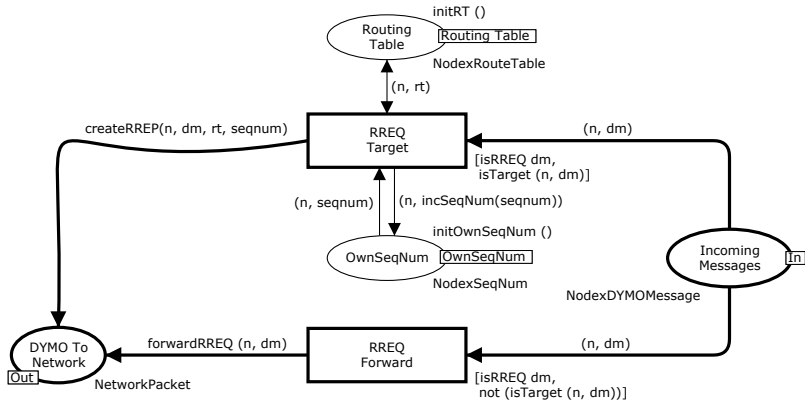 initRT ()
Routing
Table
Routing Table
NodexRouteTable
(n, rt)
createRREP(n, dm, rt, seqnum)
RREQ
Target
(n, dm)
[isRREQ dm,
isTarget (n, dm)]
(n, seqnum)
(n, incSeqNum(seqnum))
initOwnSeqNum ()
OwnSeqNum
OwnSeqNum
NodexSeqNum
Incoming
Messages
In
NodexDYMOMessage
DYMO To
Network
Out
NetworkPacket
forwardRREQ (n, dm)
RREQ
Forward
(n, dm)
[isRREQ dm,
not (isTarget (n, dm))]